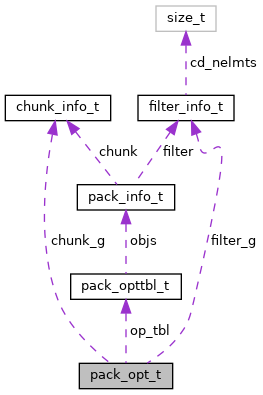 size_t
cd_nelmts
chunk_info_t
filter_info_t
chunk
filter
pack_info_t
chunk_g
objs
filter_g
pack_opttbl_t
op_tbl
pack_opt_t